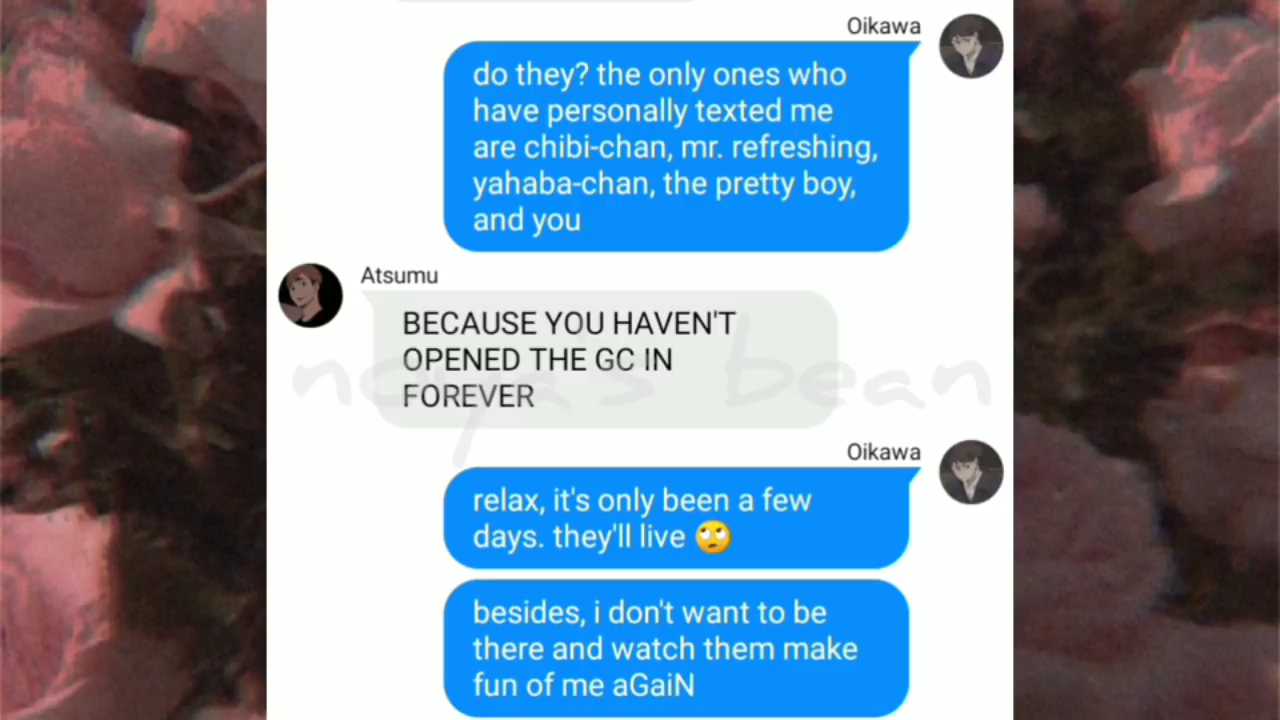 Oikawa
do they? the only ones who
have personally texted me
are chibi-chan, mr. refreshing,
yahaba-chan, the pretty boy,
and you
Atsumu
BECAUSE YOU HAVEN'T
OPENED THE GC IN
FOREVER
noya's bean
Oikawa
relax, it's only been a few
days. they'll live 🙄
besides, i don't want to be
there and watch them make
fun of me aGaiN